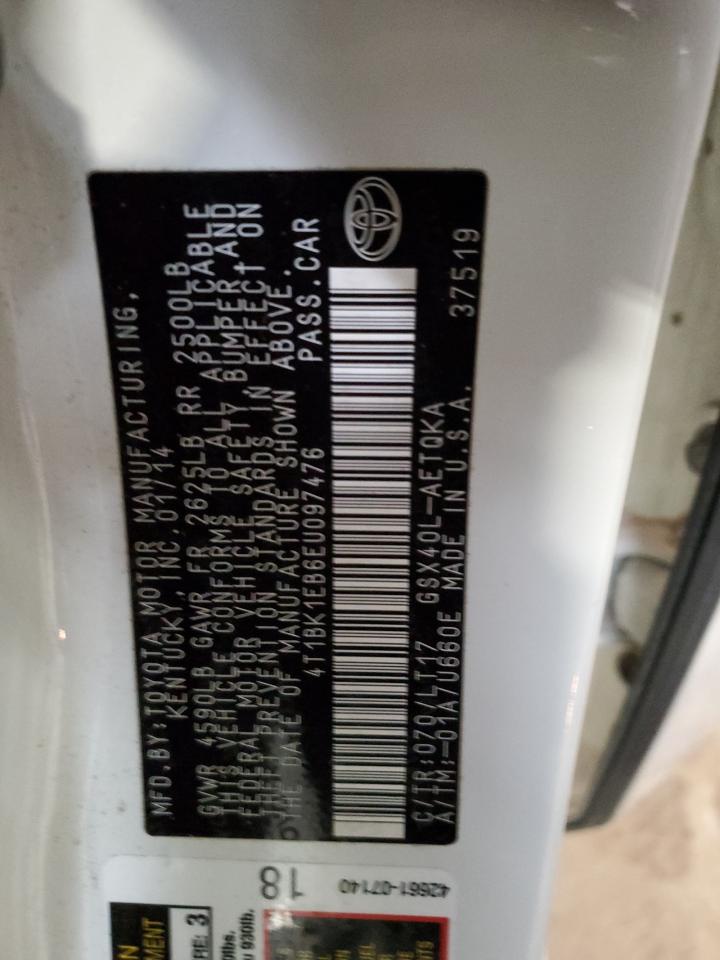 MFD.BY:TOYOTA MOTOR MANUFACTURING,
KENTUCKY, INC. 01/14
GVWR 4590LB GAWR FR 2625LB RR 2500LB
THIS VEHICLE CONFORMS TO ALL APPLICABLE
FEDERAL MOTOR VEHICLE SAFETY, BUMPER AND
THEFT PREVENTION STANDARDS IN EFFECT ON
THE DATE OF MANUFACTURE SHOWN ABOVE.
4T1BK1EB6EU097476 PASS.CAR
C/TR:070/LT17 GSX40L-AETQKA
A/TM:-01A/U660E MADE IN U.S.A. 37519
18 42661-07140
3